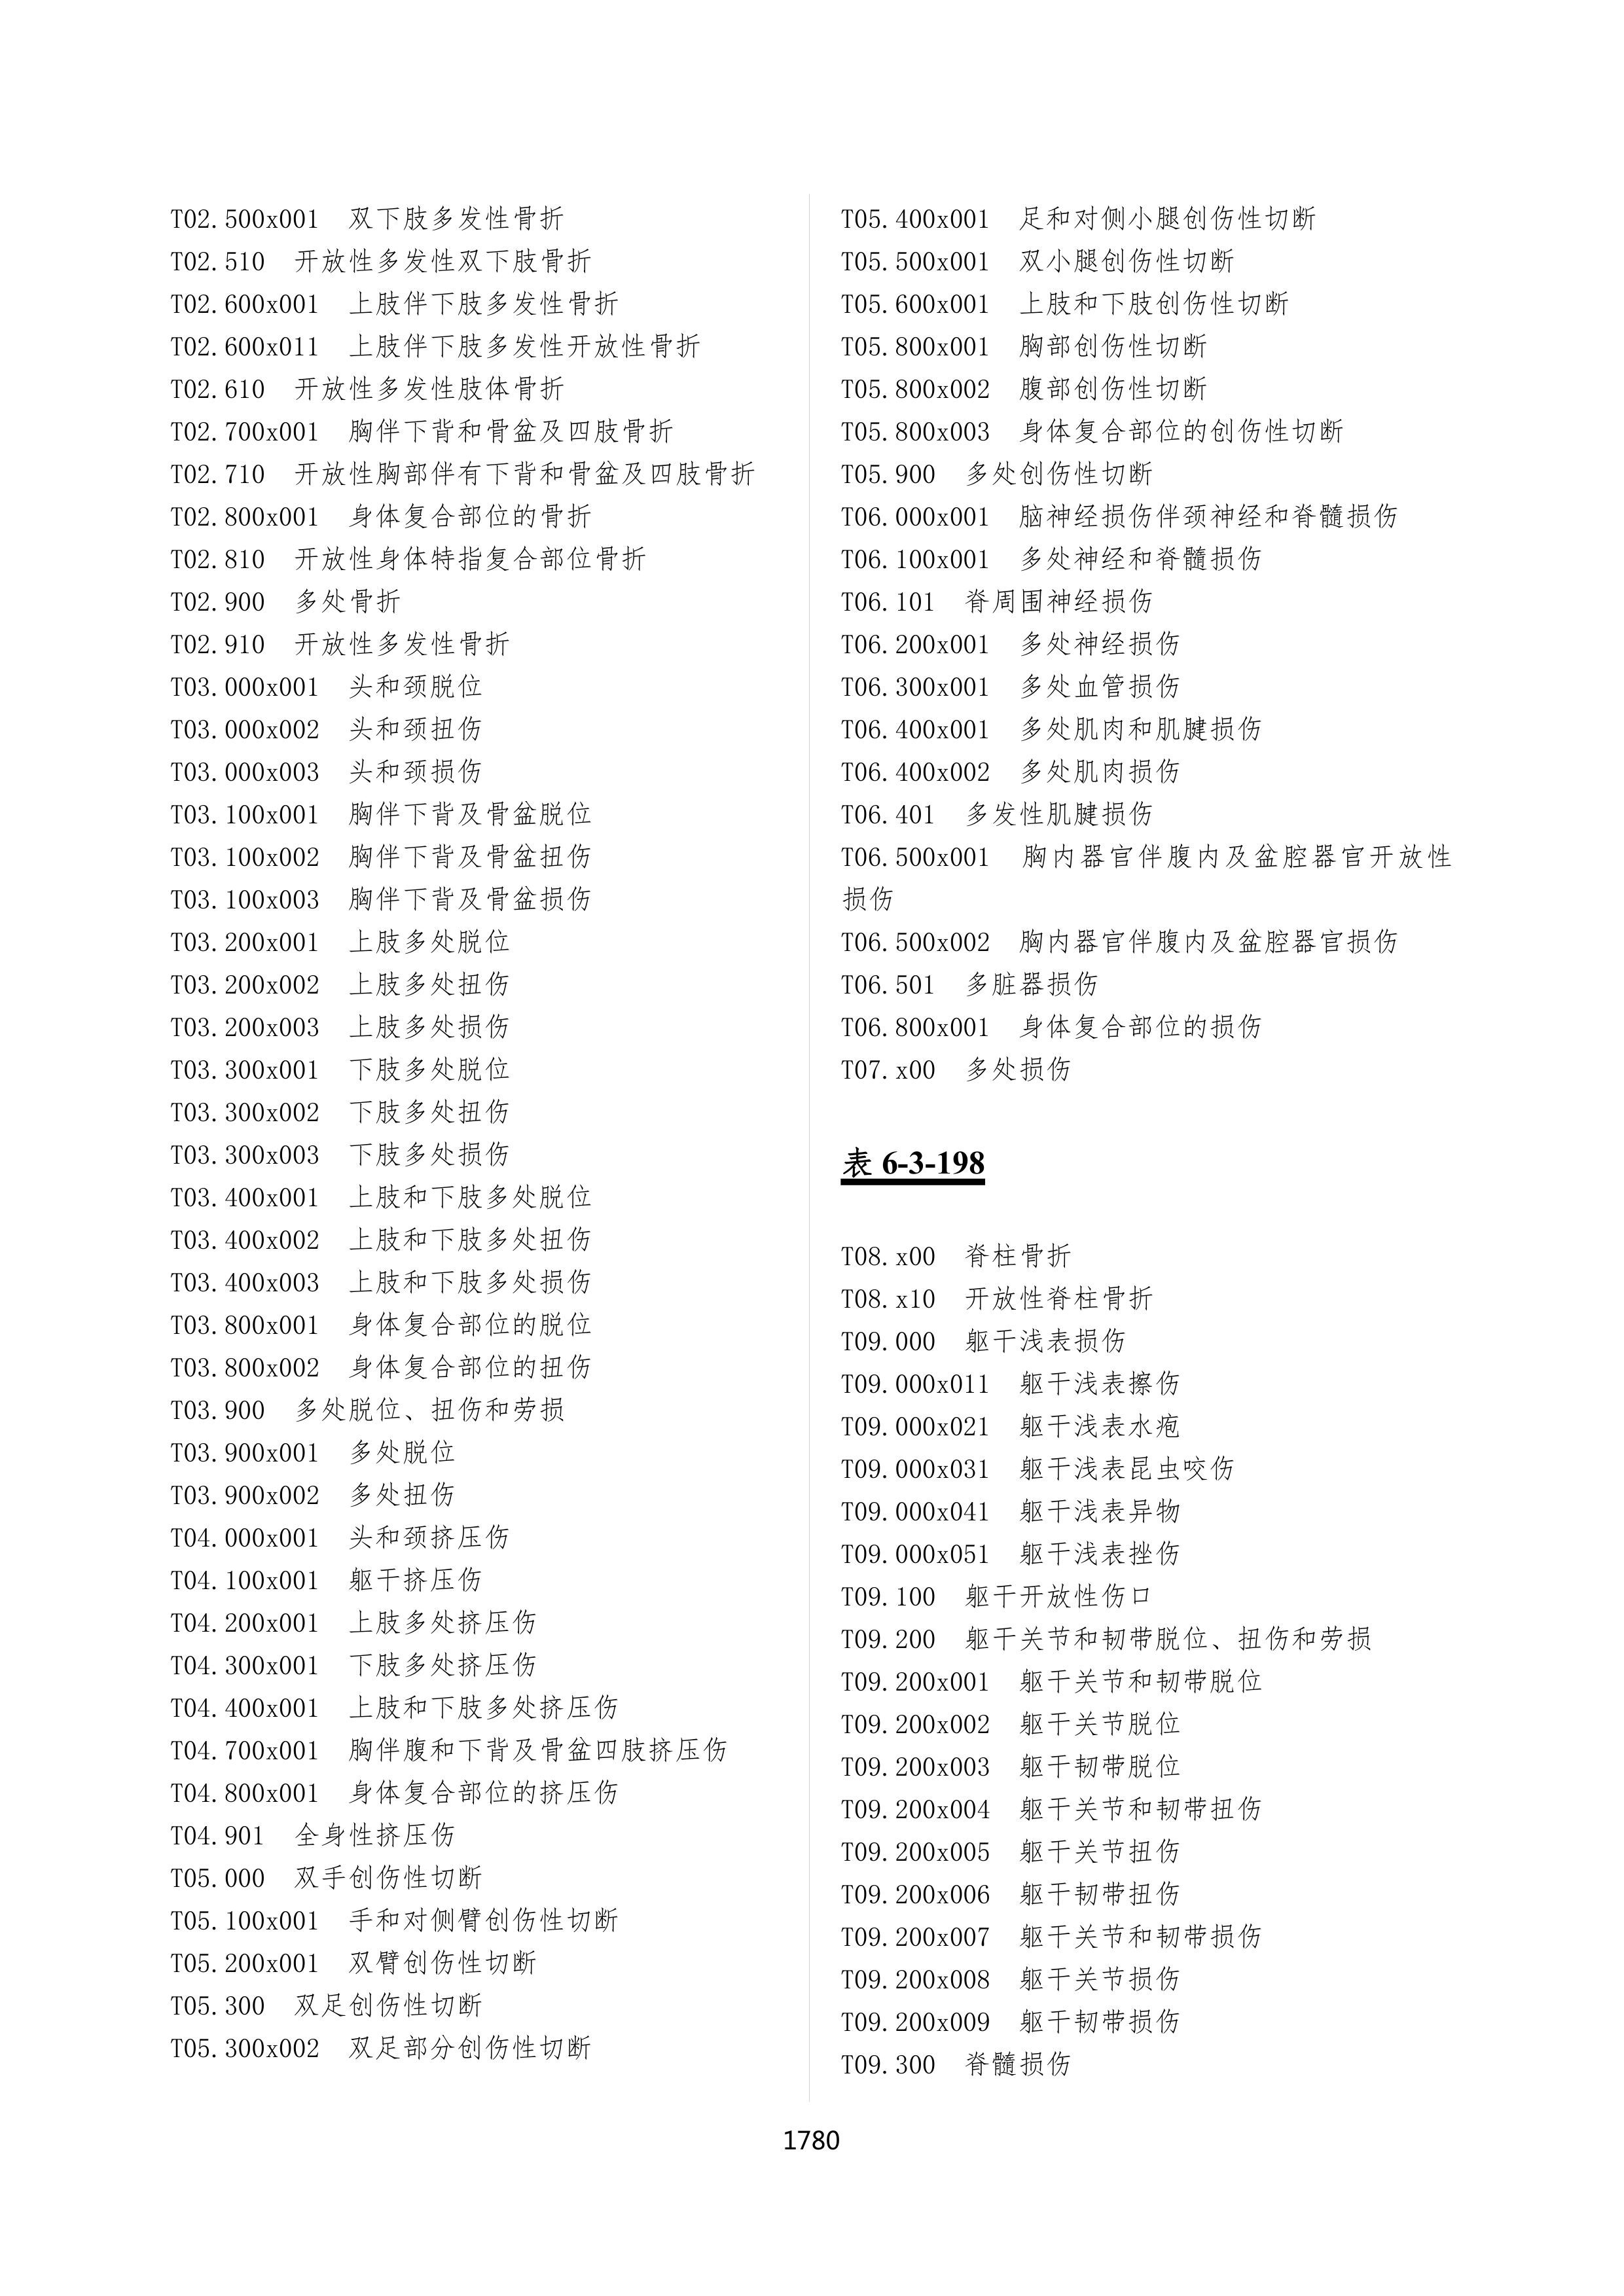 T02.500x001 双下肢多发性骨折
T02.510 开放性多发性双下肢骨折
T02.600x001 上肢伴下肢多发性骨折
T02.600x011 上肢伴下肢多发性开放性骨折
T02.610 开放性多发性肢体骨折
T02.700x001 胸伴下背和骨盆及四肢骨折
T02.710 开放性胸部伴有下背和骨盆及四肢骨折
T02.800x001 身体复合部位的骨折
T02.810 开放性身体特指复合部位骨折
T02.900 多处骨折
T02.910 开放性多发性骨折
T03.000x001 头和颈脱位
T03.000x002 头和颈扭伤
T03.000x003 头和颈损伤
T03.100x001 胸伴下背及骨盆脱位
T03.100x002 胸伴下背及骨盆扭伤
T03.100x003 胸伴下背及骨盆损伤
T03.200x001 上肢多处脱位
T03.200x002 上肢多处扭伤
T03.200x003 上肢多处损伤
T03.300x001 下肢多处脱位
T03.300x002 下肢多处扭伤
T03.300x003 下肢多处损伤
T03.400x001 上肢和下肢多处脱位
T03.400x002 上肢和下肢多处扭伤
T03.400x003 上肢和下肢多处损伤
T03.800x001 身体复合部位的脱位
T03.800x002 身体复合部位的扭伤
T03.900 多处脱位、扭伤和劳损
T03.900x001 多处脱位
T03.900x002 多处扭伤
T04.000x001 头和颈挤压伤
T04.100x001 躯干挤压伤
T04.200x001 上肢多处挤压伤
T04.300x001 下肢多处挤压伤
T04.400x001 上肢和下肢多处挤压伤
T04.700x001 胸伴腹和下背及骨盆四肢挤压伤
T04.800x001 身体复合部位的挤压伤
T04.901 全身性挤压伤
T05.000 双手创伤性切断
T05.100x001 手和对侧臂创伤性切断
T05.200x001 双臂创伤性切断
T05.300 双足创伤性切断
T05.300x002 双足部分创伤性切断
T05.400x001 足和对侧小腿创伤性切断
T05.500x001 双小腿创伤性切断
T05.600x001 上肢和下肢创伤性切断
T05.800x001 胸部创伤性切断
T05.800x002 腹部创伤性切断
T05.800x003 身体复合部位的创伤性切断
T05.900 多处创伤性切断
T06.000x001 脑神经损伤伴颈神经和脊髓损伤
T06.100x001 多处神经和脊髓损伤
T06.101 脊周围神经损伤
T06.200x001 多处神经损伤
T06.300x001 多处血管损伤
T06.400x001 多处肌肉和肌腱损伤
T06.400x002 多处肌肉损伤
T06.401 多发性肌腱损伤
T06.500x001 胸内器官伴腹内及盆腔器官开放性
损伤
T06.500x002 胸内器官伴腹内及盆腔器官损伤
T06.501 多脏器损伤
T06.800x001 身体复合部位的损伤
T07.x00 多处损伤
表 6-3-198
T08.x00 脊柱骨折
T08.x10 开放性脊柱骨折
T09.000 躯干浅表损伤
T09.000x011 躯干浅表擦伤
T09.000x021 躯干浅表水疱
T09.000x031 躯干浅表昆虫咬伤
T09.000x041 躯干浅表异物
T09.000x051 躯干浅表挫伤
T09.100 躯干开放性伤口
T09.200 躯干关节和韧带脱位、扭伤和劳损
T09.200x001 躯干关节和韧带脱位
T09.200x002 躯干关节脱位
T09.200x003 躯干韧带脱位
T09.200x004 躯干关节和韧带扭伤
T09.200x005 躯干关节扭伤
T09.200x006 躯干韧带扭伤
T09.200x007 躯干关节和韧带损伤
T09.200x008 躯干关节损伤
T09.200x009 躯干韧带损伤
T09.300 脊髓损伤
1780